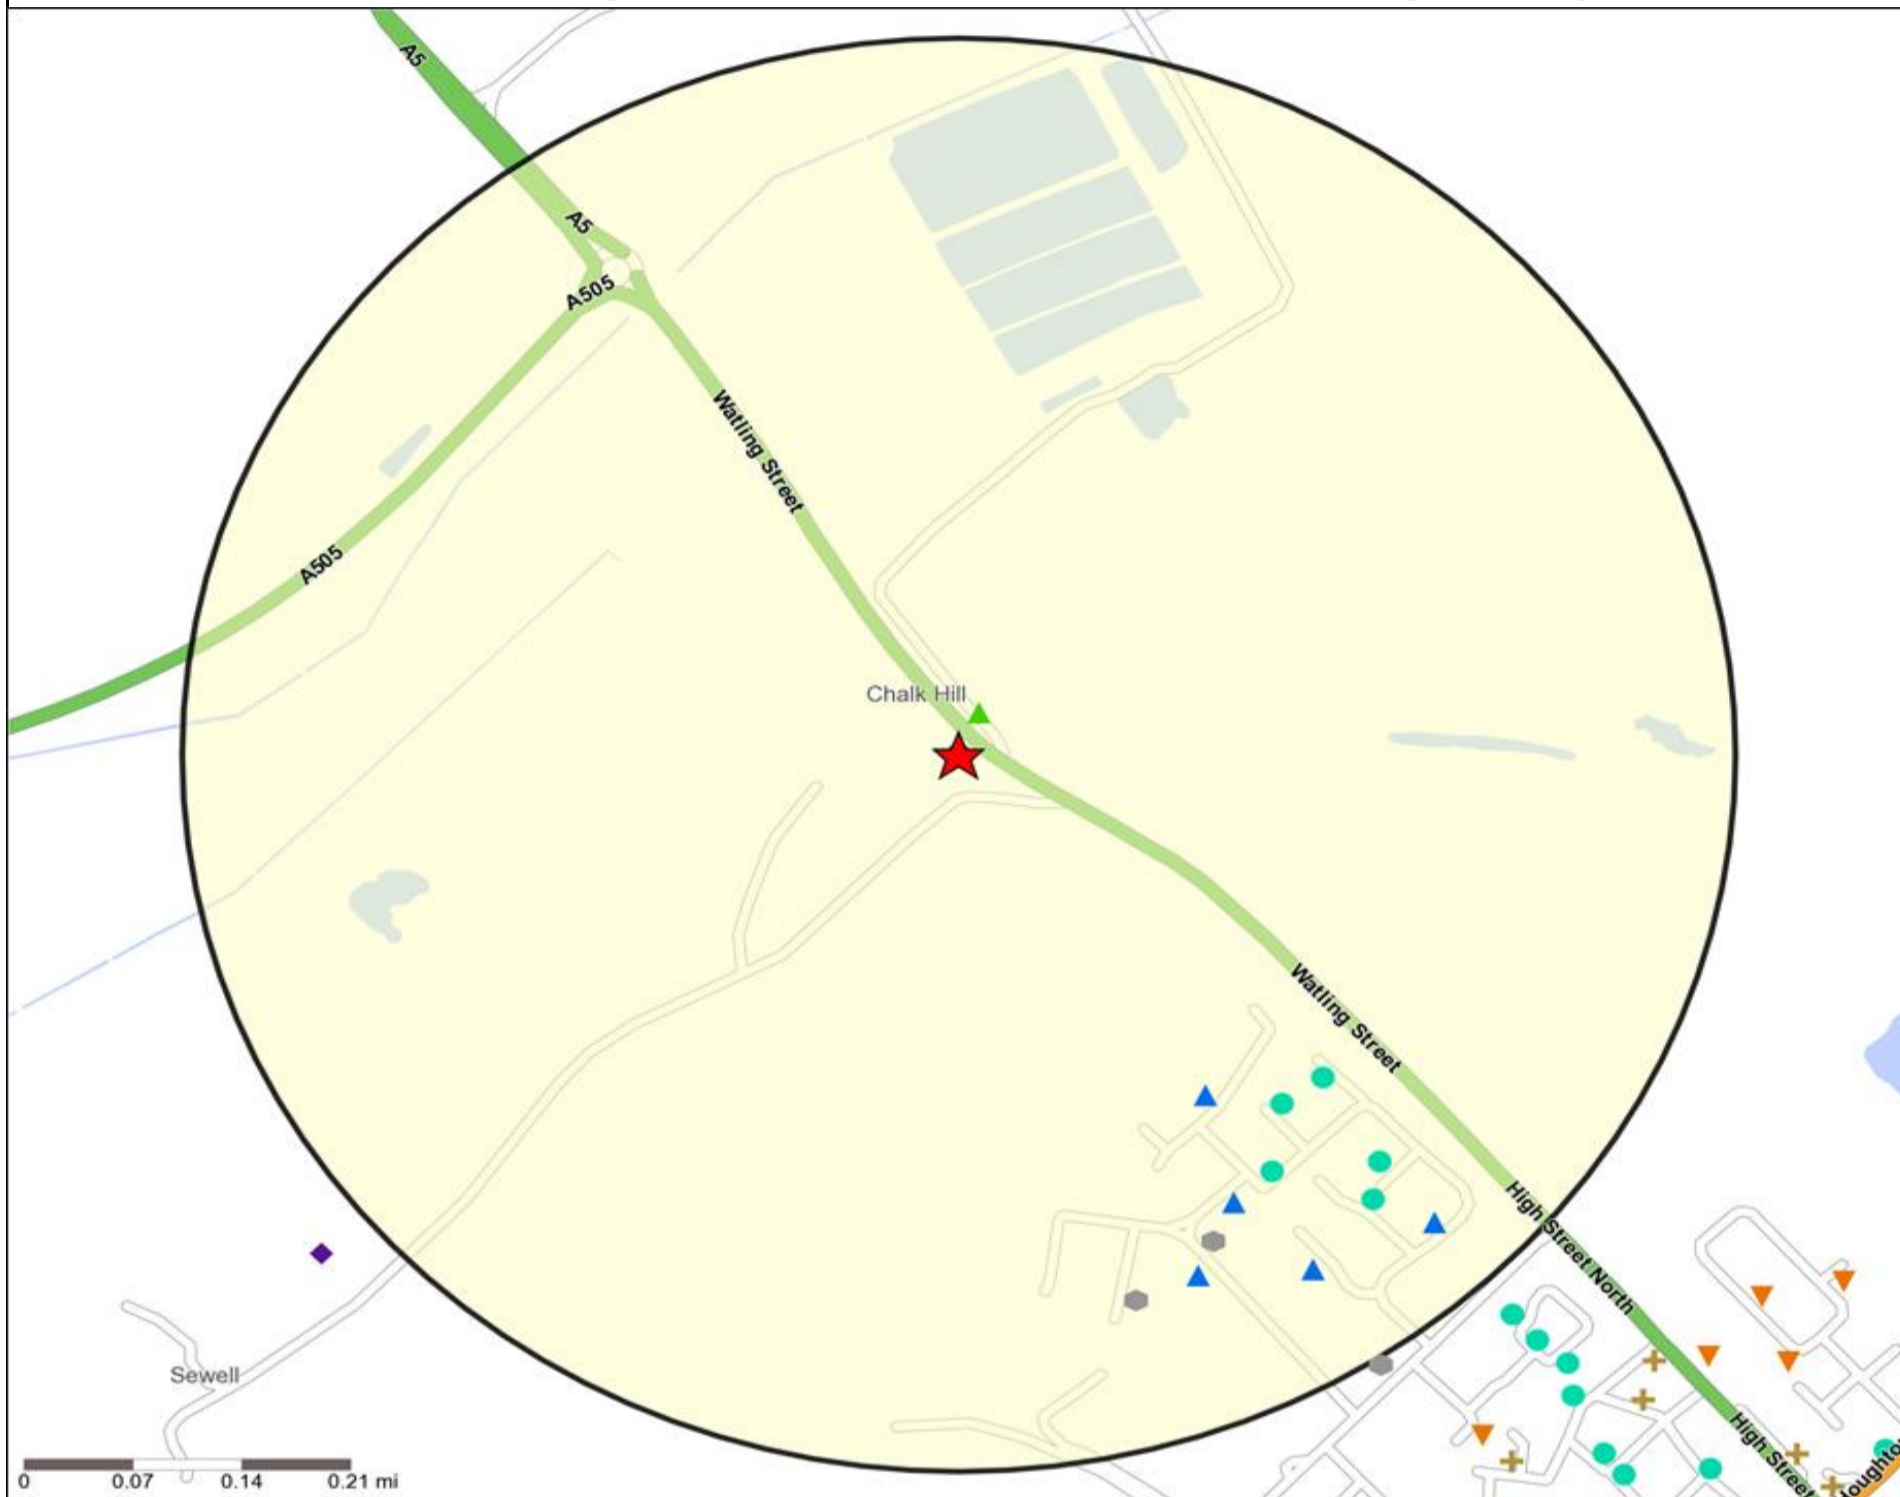 A5
A5
A505
Watling Street
A505
Chalk Hill
Watling Street
High Street North
Sewell
High Street
0 0.07 0.14 0.21 mi